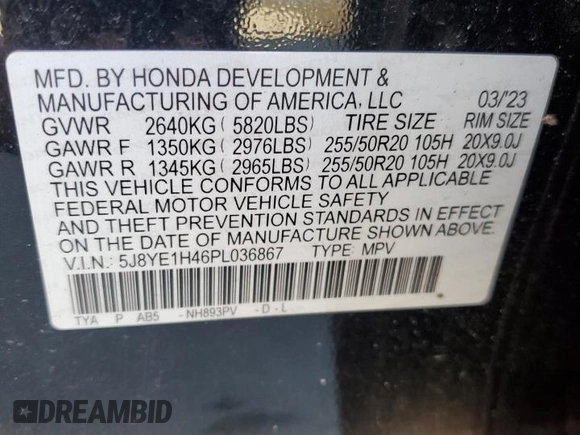 MFD. BY HONDA DEVELOPMENT &
MANUFACTURING OF AMERICA, LLC 03/'23
GVWR 2640KG ( 5820LBS) TIRE SIZE RIM SIZE
GAWR F 1350KG ( 2976LBS) 255/50R20 105H 20X9.0J
GAWR R 1345KG ( 2965LBS) 255/50R20 105H 20X9.0J
THIS VEHICLE CONFORMS TO ALL APPLICABLE
FEDERAL MOTOR VEHICLE SAFETY
AND THEFT PREVENTION STANDARDS IN EFFECT
ON THE DATE OF MANUFACTURE SHOWN ABOVE.
V.I.N.: 5J8YE1H46PL036867 TYPE: MPV
TYA P AB5 - NH893PV - D - L
DREAMBID